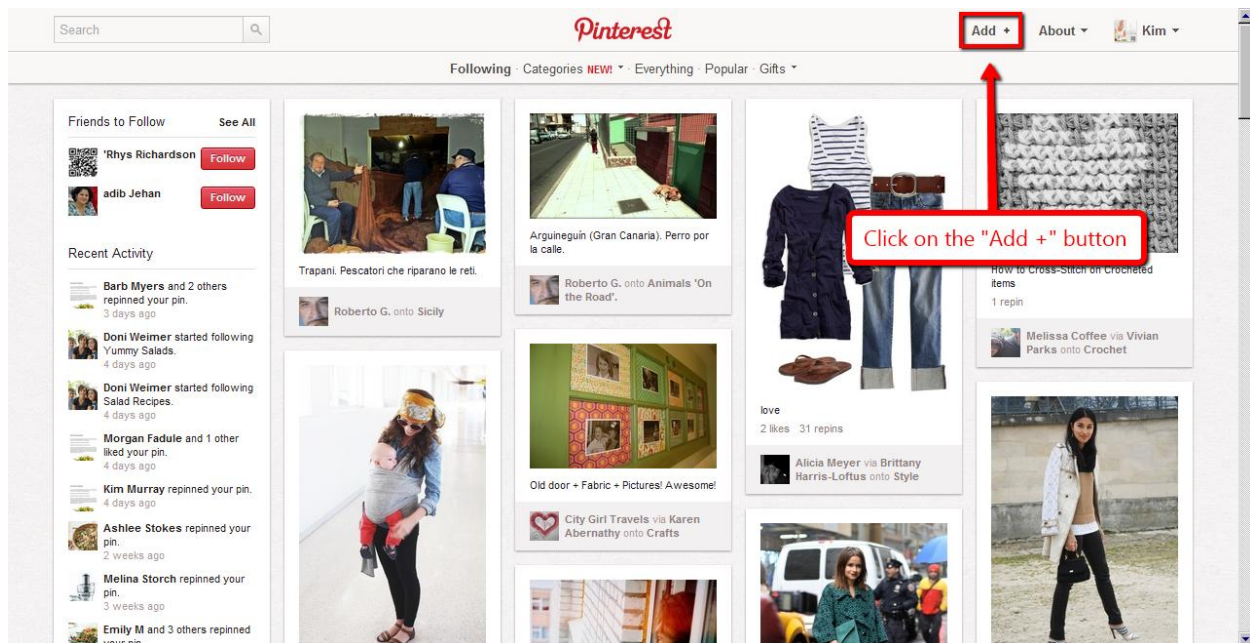 Search
Pinterest
Add +
About
Kim
Following · Categories NEW! · Everything · Popular · Gifts
Friends to Follow
See All
'Rhys Richardson
Follow
adib Jehan
Follow
Recent Activity
Barb Myers and 2 others
repinned your pin.
3 days ago
Doni Weimer started following
Yummy Salads.
4 days ago
Doni Weimer started following
Salad Recipes.
4 days ago
Morgan Fadule and 1 other
liked your pin.
4 days ago
Kim Murray repinned your pin.
4 days ago
Ashlee Stokes repinned your
pin.
2 weeks ago
Melina Storch repinned your
pin.
3 weeks ago
Emily M and 3 others repinned
your pin.
Trapani. Pescatori che riparano le reti.
Roberto G. onto Sicily
Arguineguín (Gran Canaria). Perro por
la calle.
Roberto G. onto Animals 'On
the Road'.
Old door + Fabric + Pictures! Awesome!
City Girl Travels via Karen
Abernathy onto Crafts
love
2 likes 31 repins
Alicia Meyer via Brittany
Harris-Loftus onto Style
Click on the "Add +" button
How to Cross-Stitch on Crocheted
items
1 repin
Melissa Coffee via Vivian
Parks onto Crochet